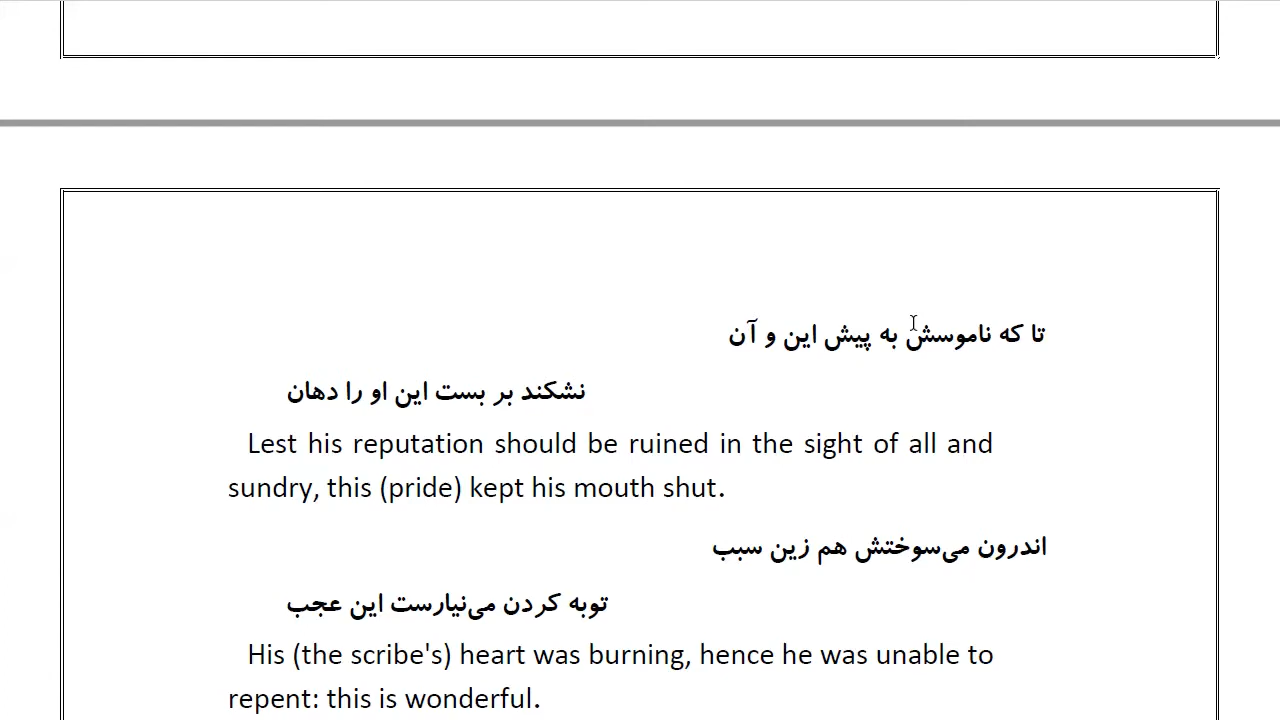 تا که ناموسش به پیش این و آن
نشکند بر بست این او را دهان
Lest his reputation should be ruined in the sight of all and
sundry, this (pride) kept his mouth shut.
اندرون می‌سوختش هم زین سبب
توبه کردن می‌نیارست این عجب
His (the scribe's) heart was burning, hence he was unable to
repent: this is wonderful.